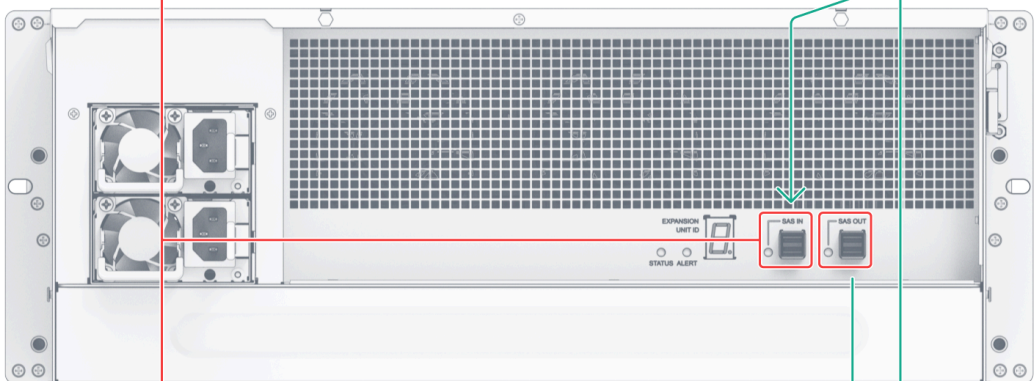 EXPANSION
UNIT ID
SAS IN
SAS OUT
STATUS ALERT